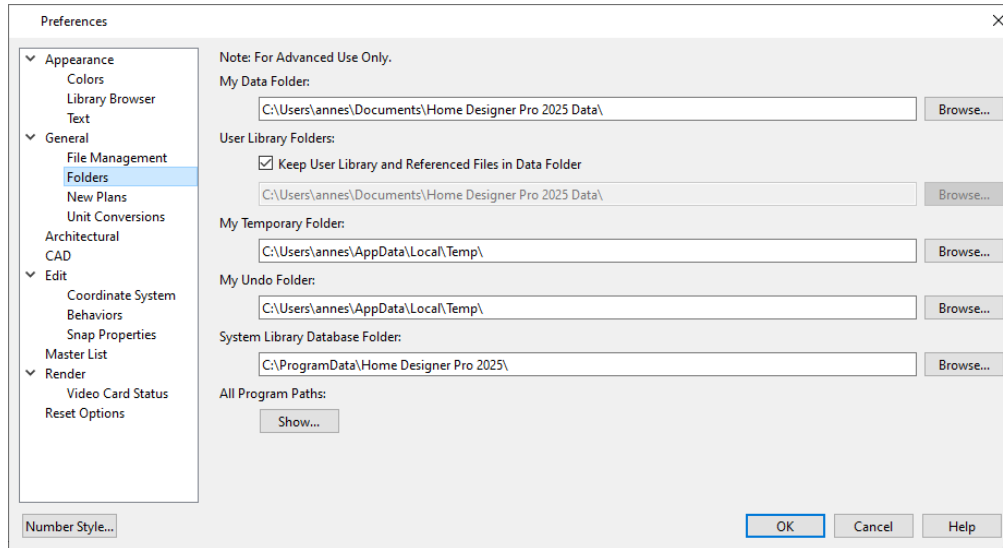 Preferences
Appearance
Colors
Library Browser
Text
General
File Management
Folders
New Plans
Unit Conversions
Architectural
CAD
Edit
Coordinate System
Behaviors
Snap Properties
Master List
Render
Video Card Status
Reset Options
Note: For Advanced Use Only.
My Data Folder:
C:\Users\annes\Documents\Home Designer Pro 2025 Data\ Browse...
User Library Folders:
Keep User Library and Referenced Files in Data Folder
C:\Users\annes\Documents\Home Designer Pro 2025 Data\ Browse...
My Temporary Folder:
C:\Users\annes\AppData\Local\Temp\ Browse...
My Undo Folder:
C:\Users\annes\AppData\Local\Temp\ Browse...
System Library Database Folder:
C:\ProgramData\Home Designer Pro 2025\ Browse...
All Program Paths:
Show...
Number Style... OK Cancel Help